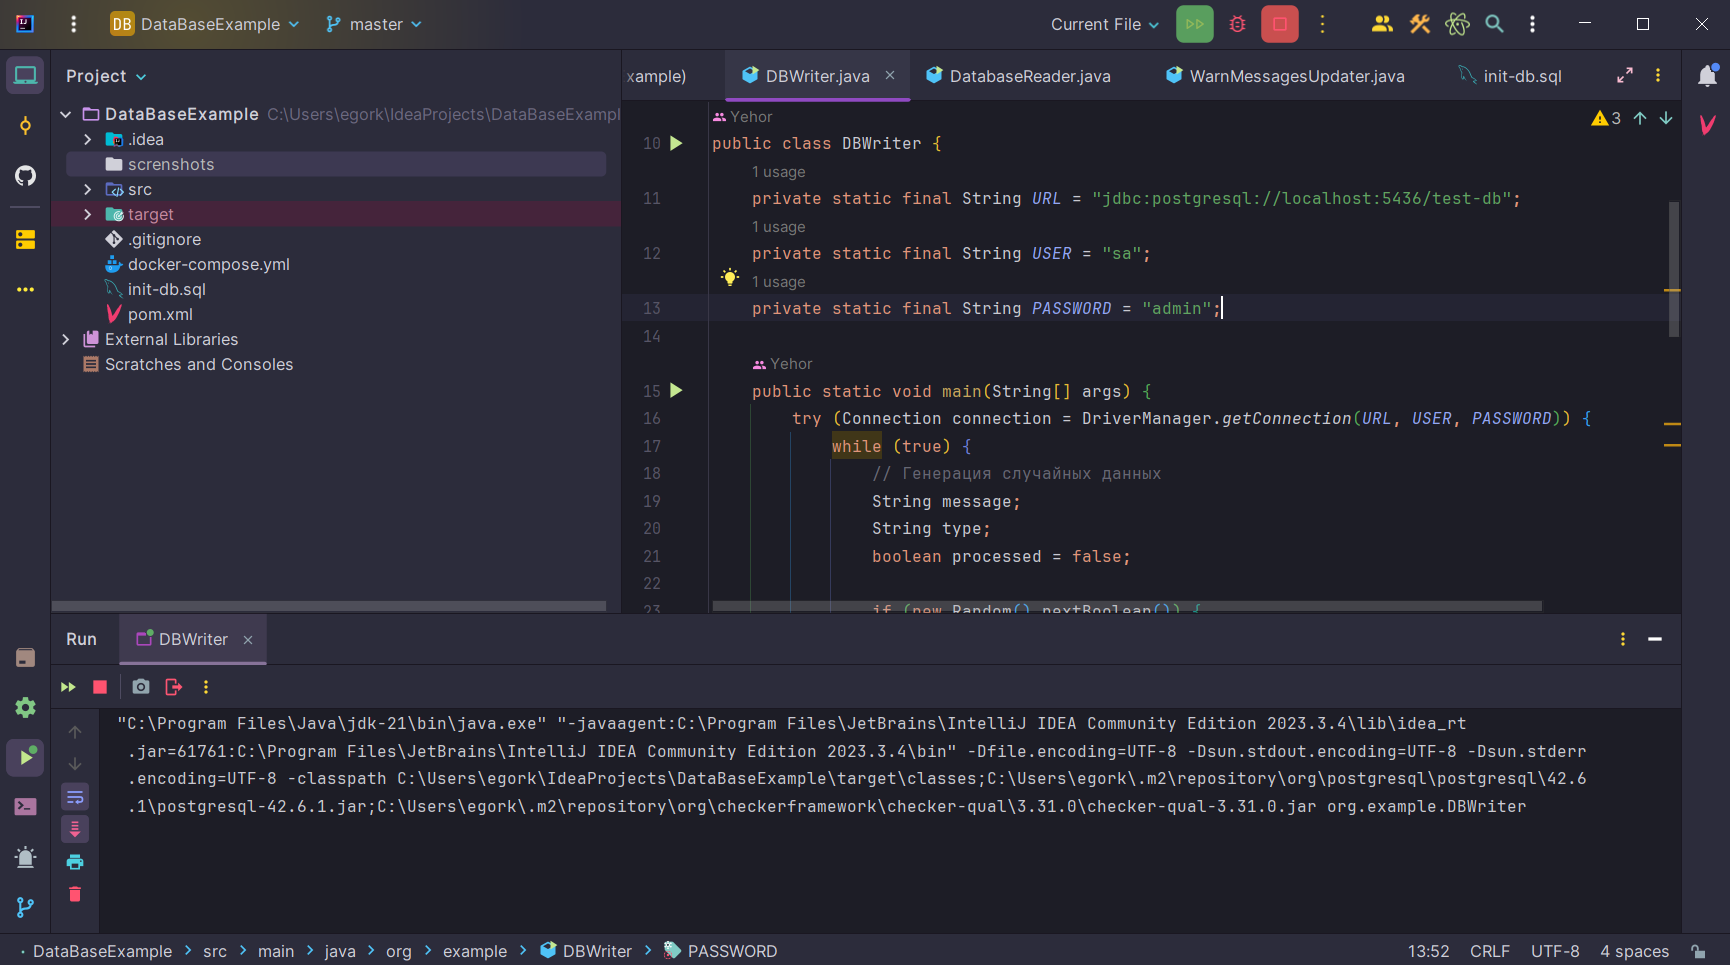 DB DataBaseExample master Current File
Project
xample) DBWriter.java DatabaseReader.java WarnMessagesUpdater.java init-db.sql
DataBaseExample C:\Users\egork\IdeaProjects\DataBaseExampl
.idea
screnshots
src
target
.gitignore
docker-compose.yml
init-db.sql
pom.xml
External Libraries
Scratches and Consoles
Yehor
3
10 public class DBWriter {
1 usage
11 private static final String URL = "jdbc:postgresql://localhost:5436/test-db";
1 usage
12 private static final String USER = "sa";
1 usage
13 private static final String PASSWORD = "admin";
14
Yehor
15 public static void main(String[] args) {
16 try (Connection connection = DriverManager.getConnection(URL, USER, PASSWORD)) {
17 while (true) {
18 // Генерация случайных данных
19 String message;
20 String type;
21 boolean processed = false;
22
23 if (new Random().nextBoolean()) {
Run DBWriter
"C:\Program Files\Java\jdk-21\bin\java.exe" "-javaagent:C:\Program Files\JetBrains\IntelliJ IDEA Community Edition 2023.3.4\lib\idea_rt
.jar=61761:C:\Program Files\JetBrains\IntelliJ IDEA Community Edition 2023.3.4\bin" -Dfile.encoding=UTF-8 -Dsun.stdout.encoding=UTF-8 -Dsun.stderr
.encoding=UTF-8 -classpath C:\Users\egork\IdeaProjects\DataBaseExample\target\classes;C:\Users\egork\.m2\repository\org\postgresql\postgresql\42.6
.1\postgresql-42.6.1.jar;C:\Users\egork\.m2\repository\org\checkerframework\checker-qual\3.31.0\checker-qual-3.31.0.jar org.example.DBWriter
DataBaseExample > src > main > java > org > example > DBWriter > PASSWORD 13:52 CRLF UTF-8 4 spaces